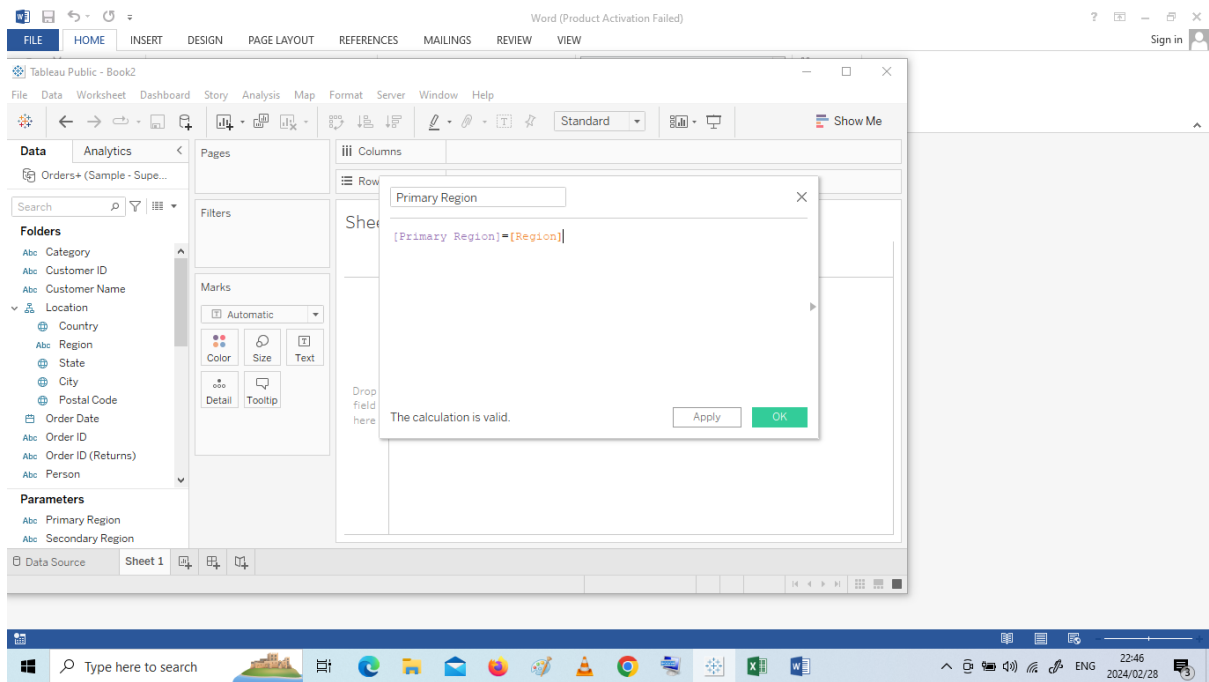 Word (Product Activation Failed)
FILE HOME INSERT DESIGN PAGE LAYOUT REFERENCES MAILINGS REVIEW VIEW Sign in
Tableau Public - Book2
File Data Worksheet Dashboard Story Analysis Map Format Server Window Help
Standard Show Me
Data Analytics Pages Columns
Orders+ (Sample - Supe...
Rows
Search
Filters
Folders
Abc Category
Abc Customer ID
Abc Customer Name
Location
Country
Abc Region
State
City
Postal Code
Order Date
Abc Order ID
Abc Order ID (Returns)
Abc Person
Parameters
Abc Primary Region
Abc Secondary Region
Marks
Automatic
Color Size Text
Detail Tooltip
Shee
Drop
field
here
Primary Region
[Primary Region]=[Region]
The calculation is valid. Apply OK
Data Source Sheet 1
Type here to search
ENG
22:46
2024/02/28
3